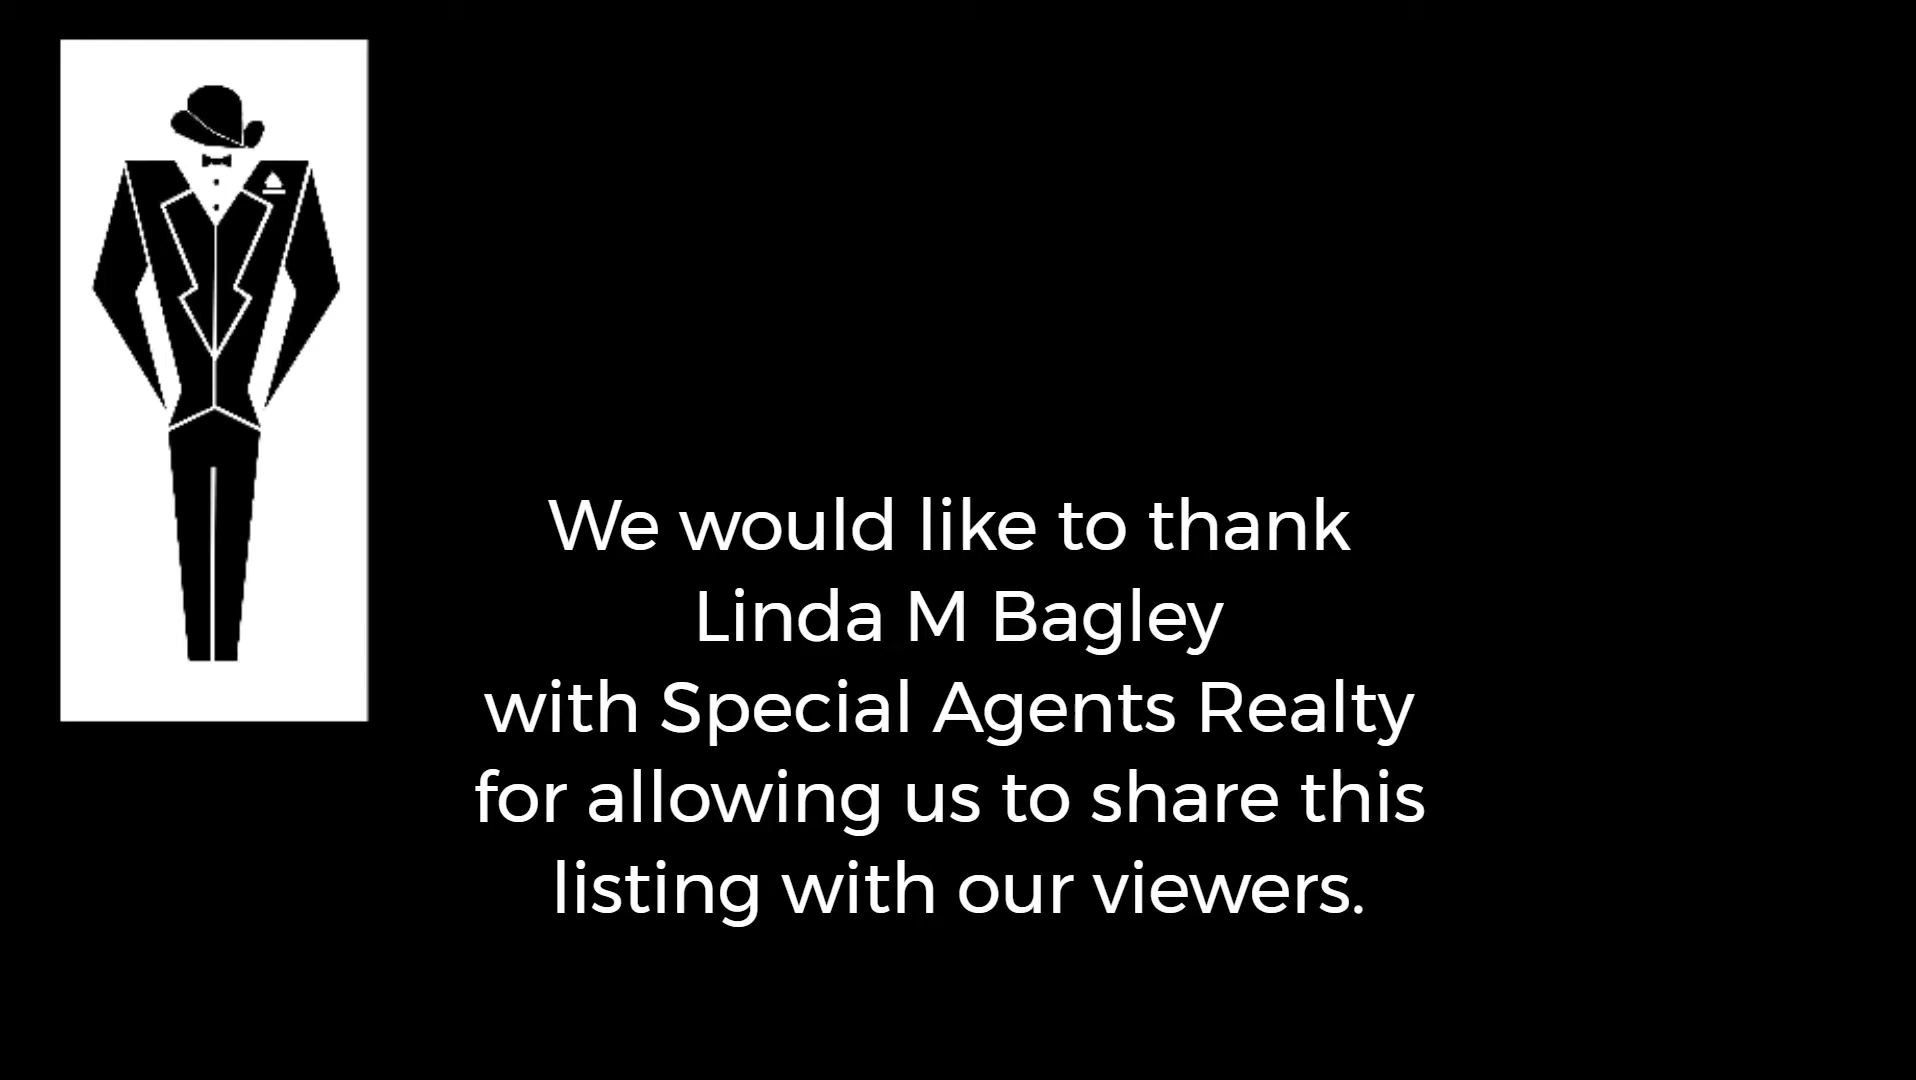 We would like to thank
Linda M Bagley
with Special Agents Realty
for allowing us to share this
listing with our viewers.